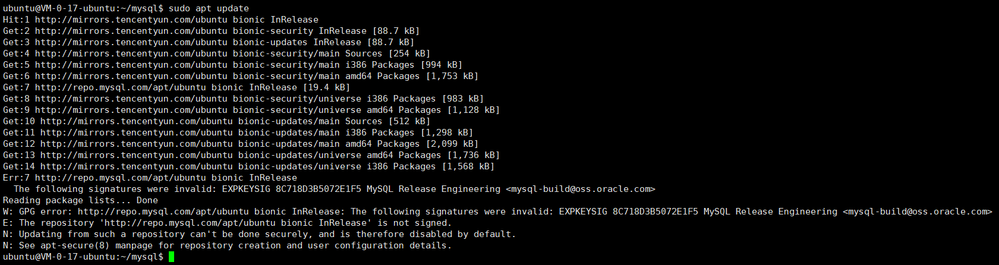 ubuntu@VM-0-17-ubuntu:~/mysql$ sudo apt update
Hit:1 http://mirrors.tencentyun.com/ubuntu bionic InRelease
Get:2 http://mirrors.tencentyun.com/ubuntu bionic-security InRelease [88.7 kB]
Get:3 http://mirrors.tencentyun.com/ubuntu bionic-updates InRelease [88.7 kB]
Get:4 http://mirrors.tencentyun.com/ubuntu bionic-security/main Sources [254 kB]
Get:5 http://mirrors.tencentyun.com/ubuntu bionic-security/main i386 Packages [994 kB]
Get:6 http://mirrors.tencentyun.com/ubuntu bionic-security/main amd64 Packages [1,753 kB]
Get:7 http://repo.mysql.com/apt/ubuntu bionic InRelease [19.4 kB]
Get:8 http://mirrors.tencentyun.com/ubuntu bionic-security/universe i386 Packages [983 kB]
Get:9 http://mirrors.tencentyun.com/ubuntu bionic-security/universe amd64 Packages [1,128 kB]
Get:10 http://mirrors.tencentyun.com/ubuntu bionic-updates/main Sources [512 kB]
Get:11 http://mirrors.tencentyun.com/ubuntu bionic-updates/main i386 Packages [1,298 kB]
Get:12 http://mirrors.tencentyun.com/ubuntu bionic-updates/main amd64 Packages [2,099 kB]
Get:13 http://mirrors.tencentyun.com/ubuntu bionic-updates/universe amd64 Packages [1,736 kB]
Get:14 http://mirrors.tencentyun.com/ubuntu bionic-updates/universe i386 Packages [1,568 kB]
Err:7 http://repo.mysql.com/apt/ubuntu bionic InRelease
  The following signatures were invalid: EXPKEYSIG 8C718D3B5072E1F5 MySQL Release Engineering <mysql-build@oss.oracle.com>
Reading package lists... Done
W: GPG error: http://repo.mysql.com/apt/ubuntu bionic InRelease: The following signatures were invalid: EXPKEYSIG 8C718D3B5072E1F5 MySQL Release Engineering <mysql-build@oss.oracle.com>
E: The repository 'http://repo.mysql.com/apt/ubuntu bionic InRelease' is not signed.
N: Updating from such a repository can't be done securely, and is therefore disabled by default.
N: See apt-secure(8) manpage for repository creation and user configuration details.
ubuntu@VM-0-17-ubuntu:~/mysql$